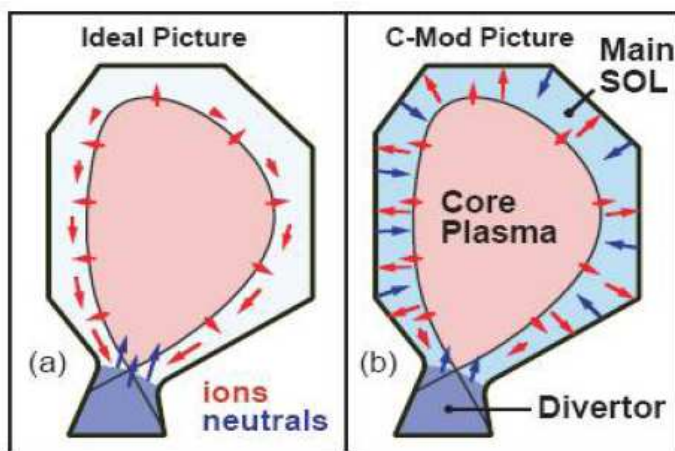 Ideal Picture
(a)
ions
neutrals
C-Mod Picture
Main
SOL
Core
Plasma
(b)
Divertor